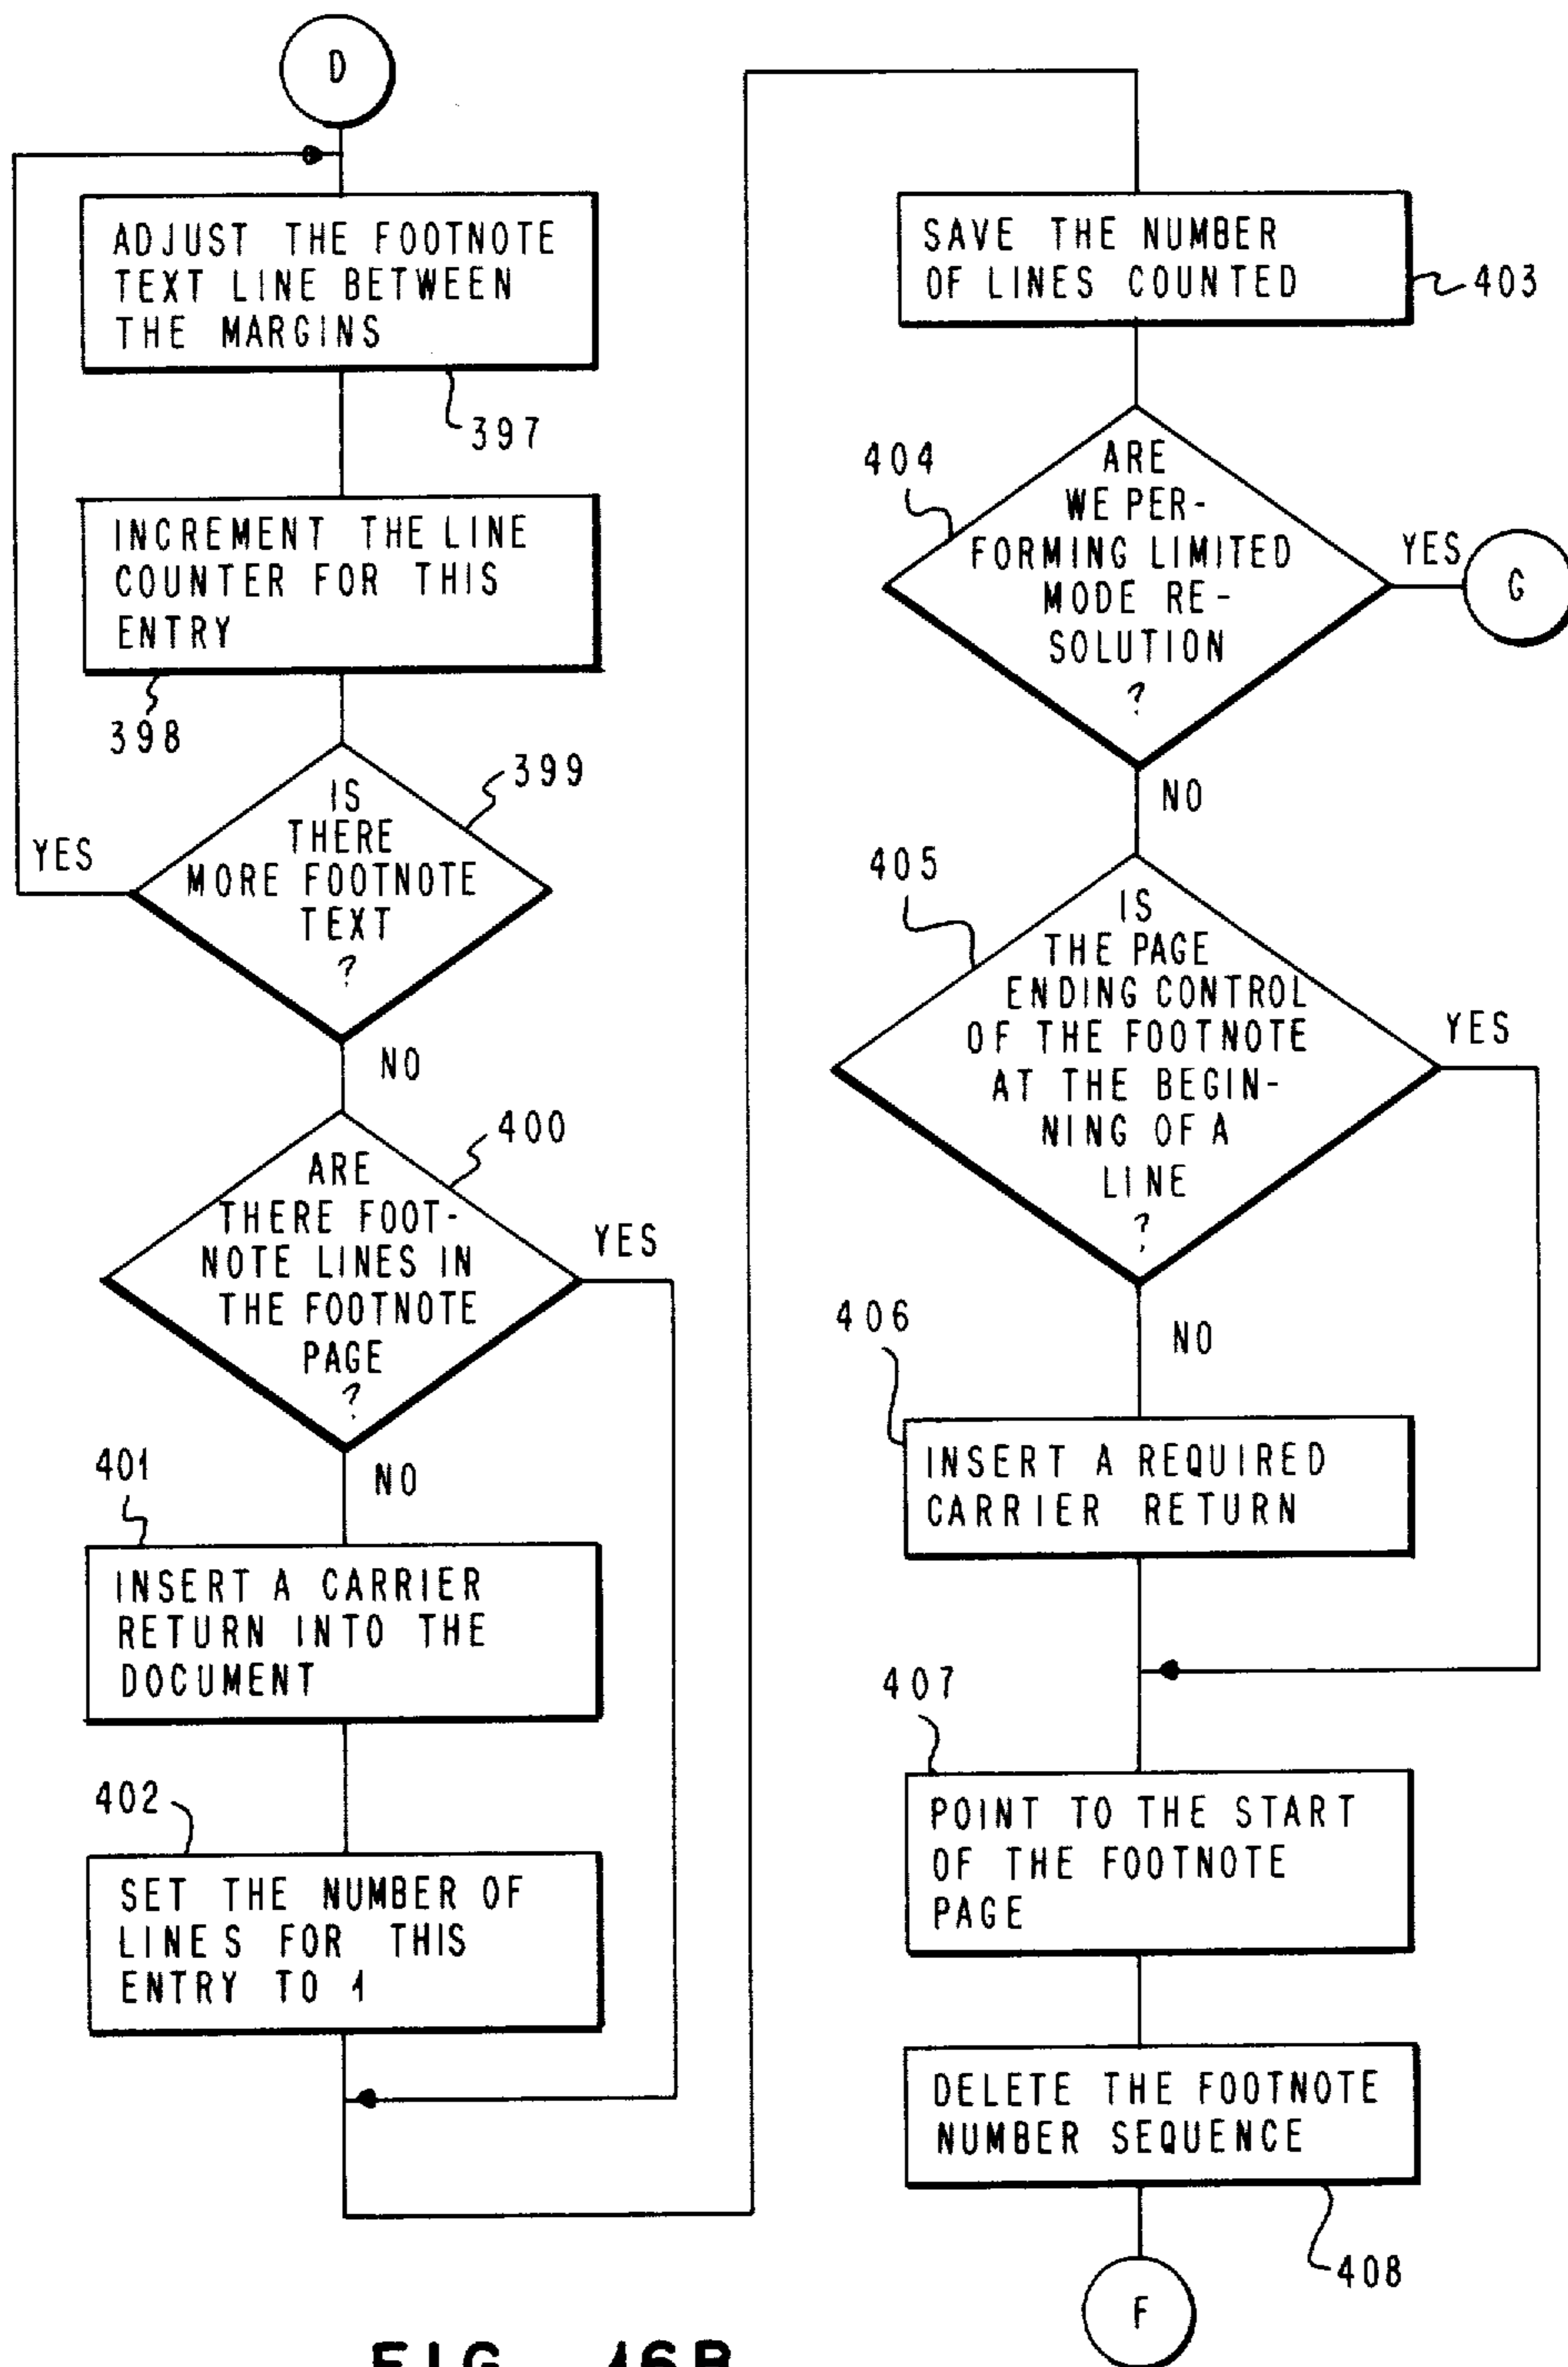 D
ADJUST THE FOOTNOTE
TEXT LINE BETWEEN
THE MARGINS
397
INCREMENT THE LINE
COUNTER FOR THIS
ENTRY
398
IS
THERE
MORE FOOTNOTE
TEXT
?
399
YES
NO
ARE
THERE FOOT-
NOTE LINES IN
THE FOOTNOTE
PAGE
?
400
YES
NO
401
INSERT A CARRIER
RETURN INTO THE
DOCUMENT
402
SET THE NUMBER OF
LINES FOR THIS
ENTRY TO 1
SAVE THE NUMBER
OF LINES COUNTED
403
404
ARE
WE PER-
FORMING LIMITED
MODE RE-
SOLUTION
?
YES
G
NO
405
IS
THE PAGE
ENDING CONTROL
OF THE FOOTNOTE
AT THE BEGIN-
NING OF A
LINE
?
YES
NO
406
INSERT A REQUIRED
CARRIER RETURN
407
POINT TO THE START
OF THE FOOTNOTE
PAGE
DELETE THE FOOTNOTE
NUMBER SEQUENCE
408
F
FIG. 16B